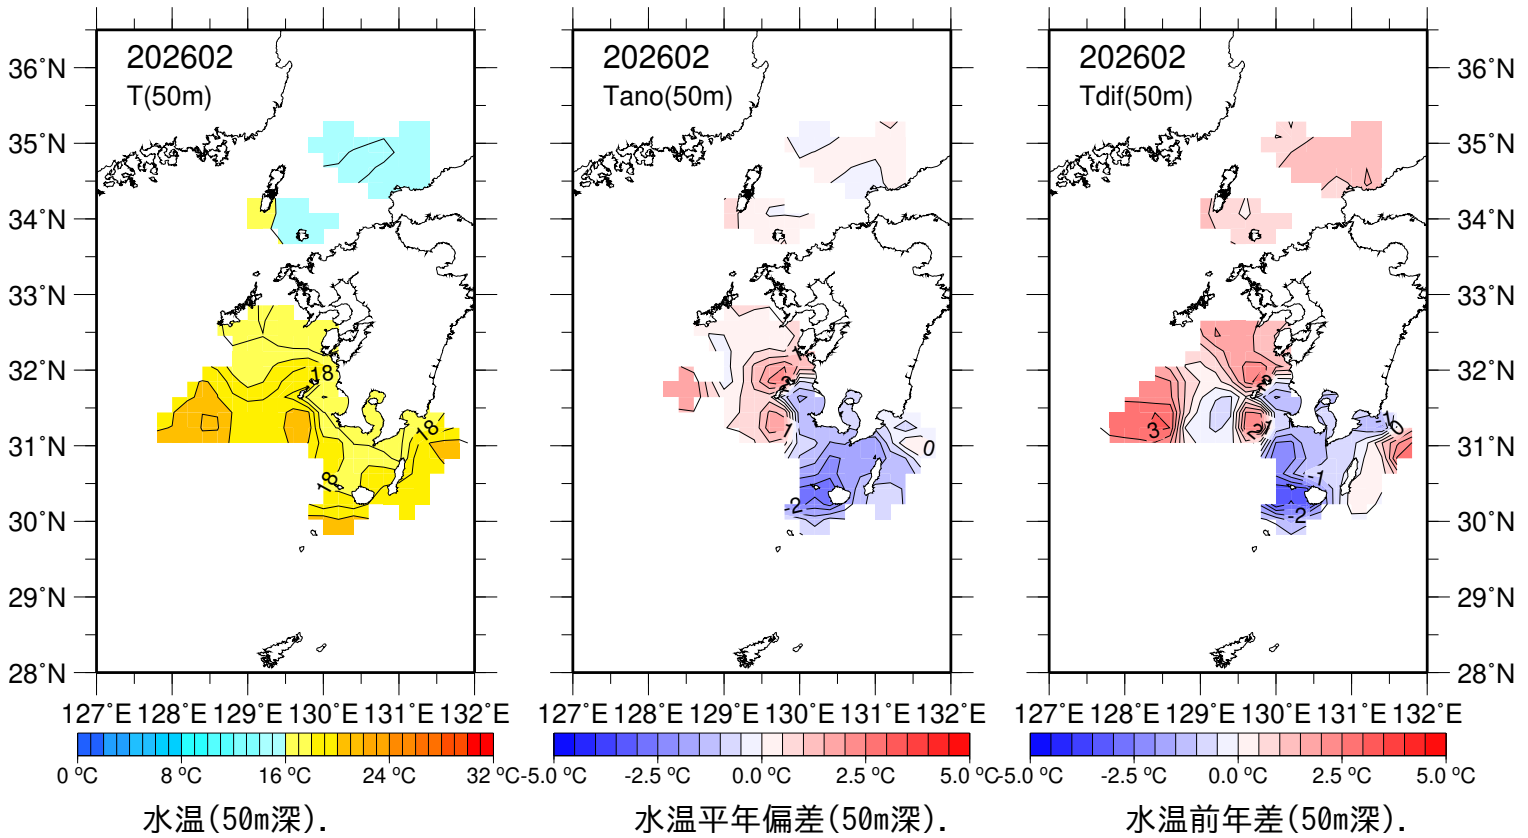 202602
T(50m)
36°N
35°N
34°N
33°N
32°N
31°N
30°N
29°N
28°N
18
18
18
127°E 128°E 129°E 130°E 131°E 132°E
0 °C 8 °C 16 °C 24 °C 32 °C
水温(50m深).
202602
Tano(50m)
1
2
1
0
-2
127°E 128°E 129°E 130°E 131°E 132°E
-5.0 °C -2.5 °C 0.0 °C 2.5 °C 5.0 °C
水温平年偏差(50m深).
202602
Tdif(50m)
36°N
35°N
34°N
33°N
32°N
31°N
30°N
29°N
28°N
3
2
-1
0
-1
-2
127°E 128°E 129°E 130°E 131°E 132°E
-5.0 °C -2.5 °C 0.0 °C 2.5 °C 5.0 °C
水温前年差(50m深).